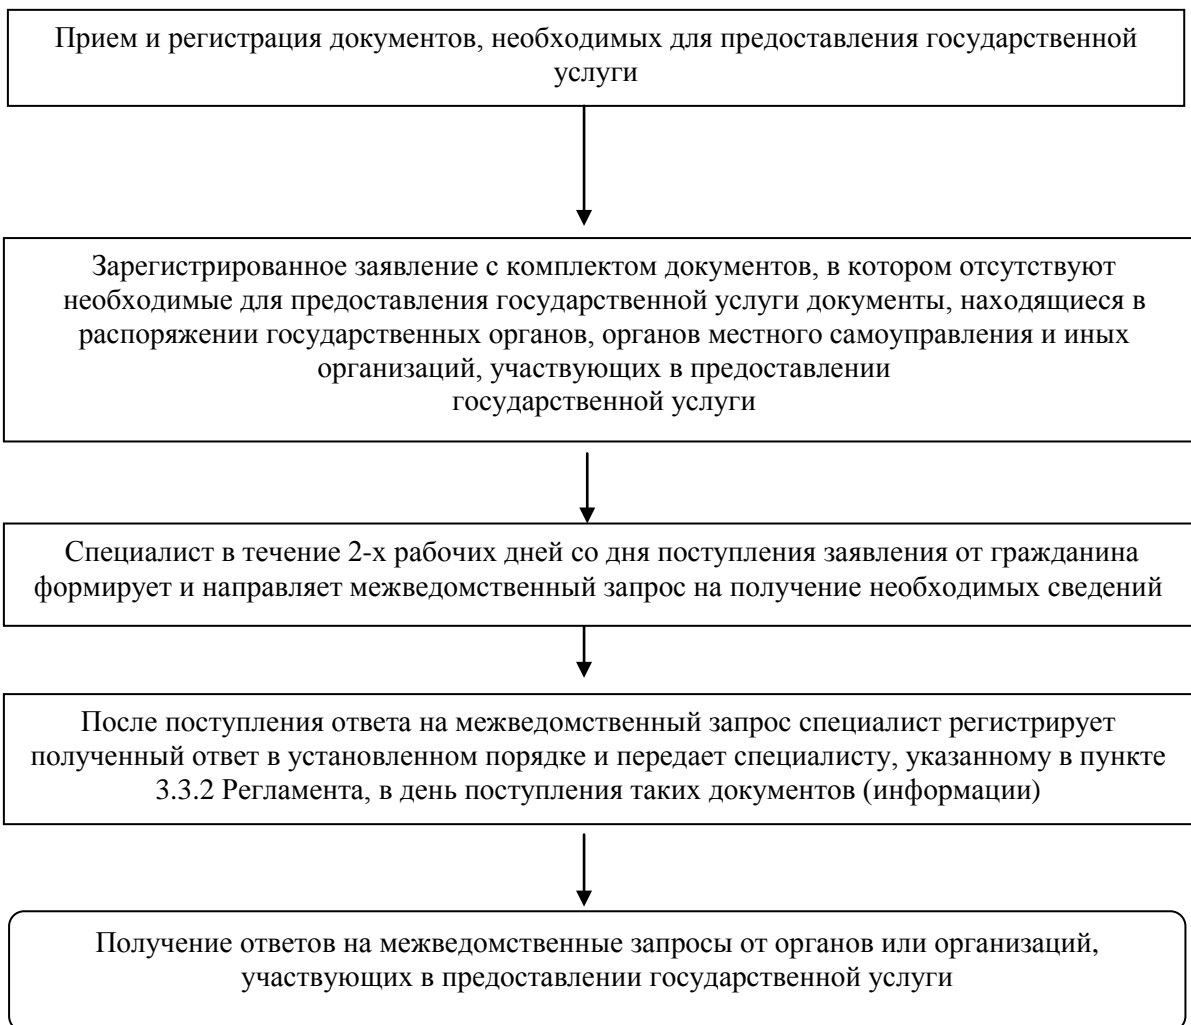 Прием и регистрация документов, необходимых для предоставления государственной
услуги
Зарегистрированное заявление с комплектом документов, в котором отсутствуют
необходимые для предоставления государственной услуги документы, находящиеся в
распоряжении государственных органов, органов местного самоуправления и иных
организаций, участвующих в предоставлении
государственной услуги
Специалист в течение 2-х рабочих дней со дня поступления заявления от гражданина
формирует и направляет межведомственный запрос на получение необходимых сведений
После поступления ответа на межведомственный запрос специалист регистрирует
полученный ответ в установленном порядке и передает специалисту, указанному в пункте
3.3.2 Регламента, в день поступления таких документов (информации)
Получение ответов на межведомственные запросы от органов или организаций,
участвующих в предоставлении государственной услуги